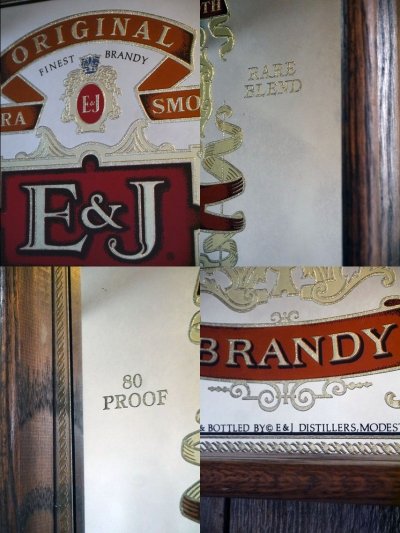 ORIGINAL
FINEST BRANDY
E&J
RA SMO
E&J
TH
RARE
BLEND
80
PROOF
BRANDY
& BOTTLED BY © E & J DISTILLERS, MODEST